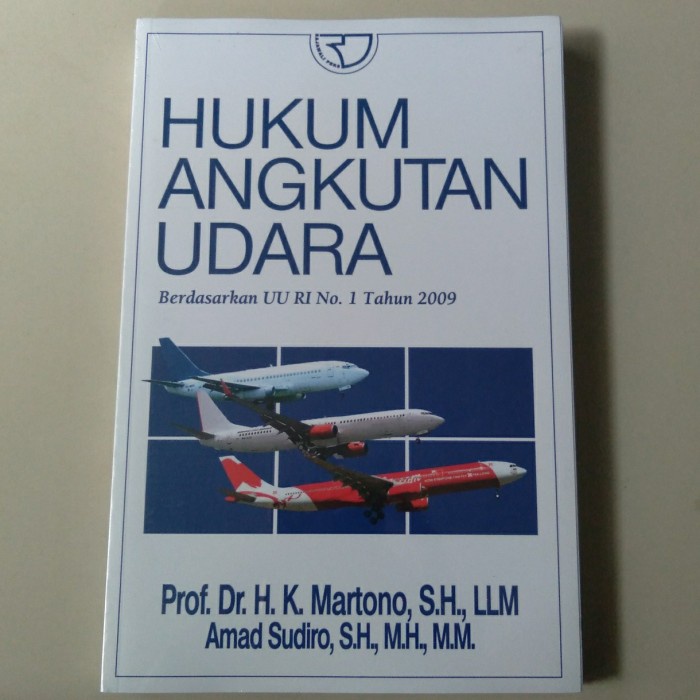 HUKUM
ANGKUTAN
UDARA
Berdasarkan UU RI No. 1 Tahun 2009
Prof. Dr. H. K. Martono, S.H., LLM
Amad Sudiro, S.H., M.H., M.M.